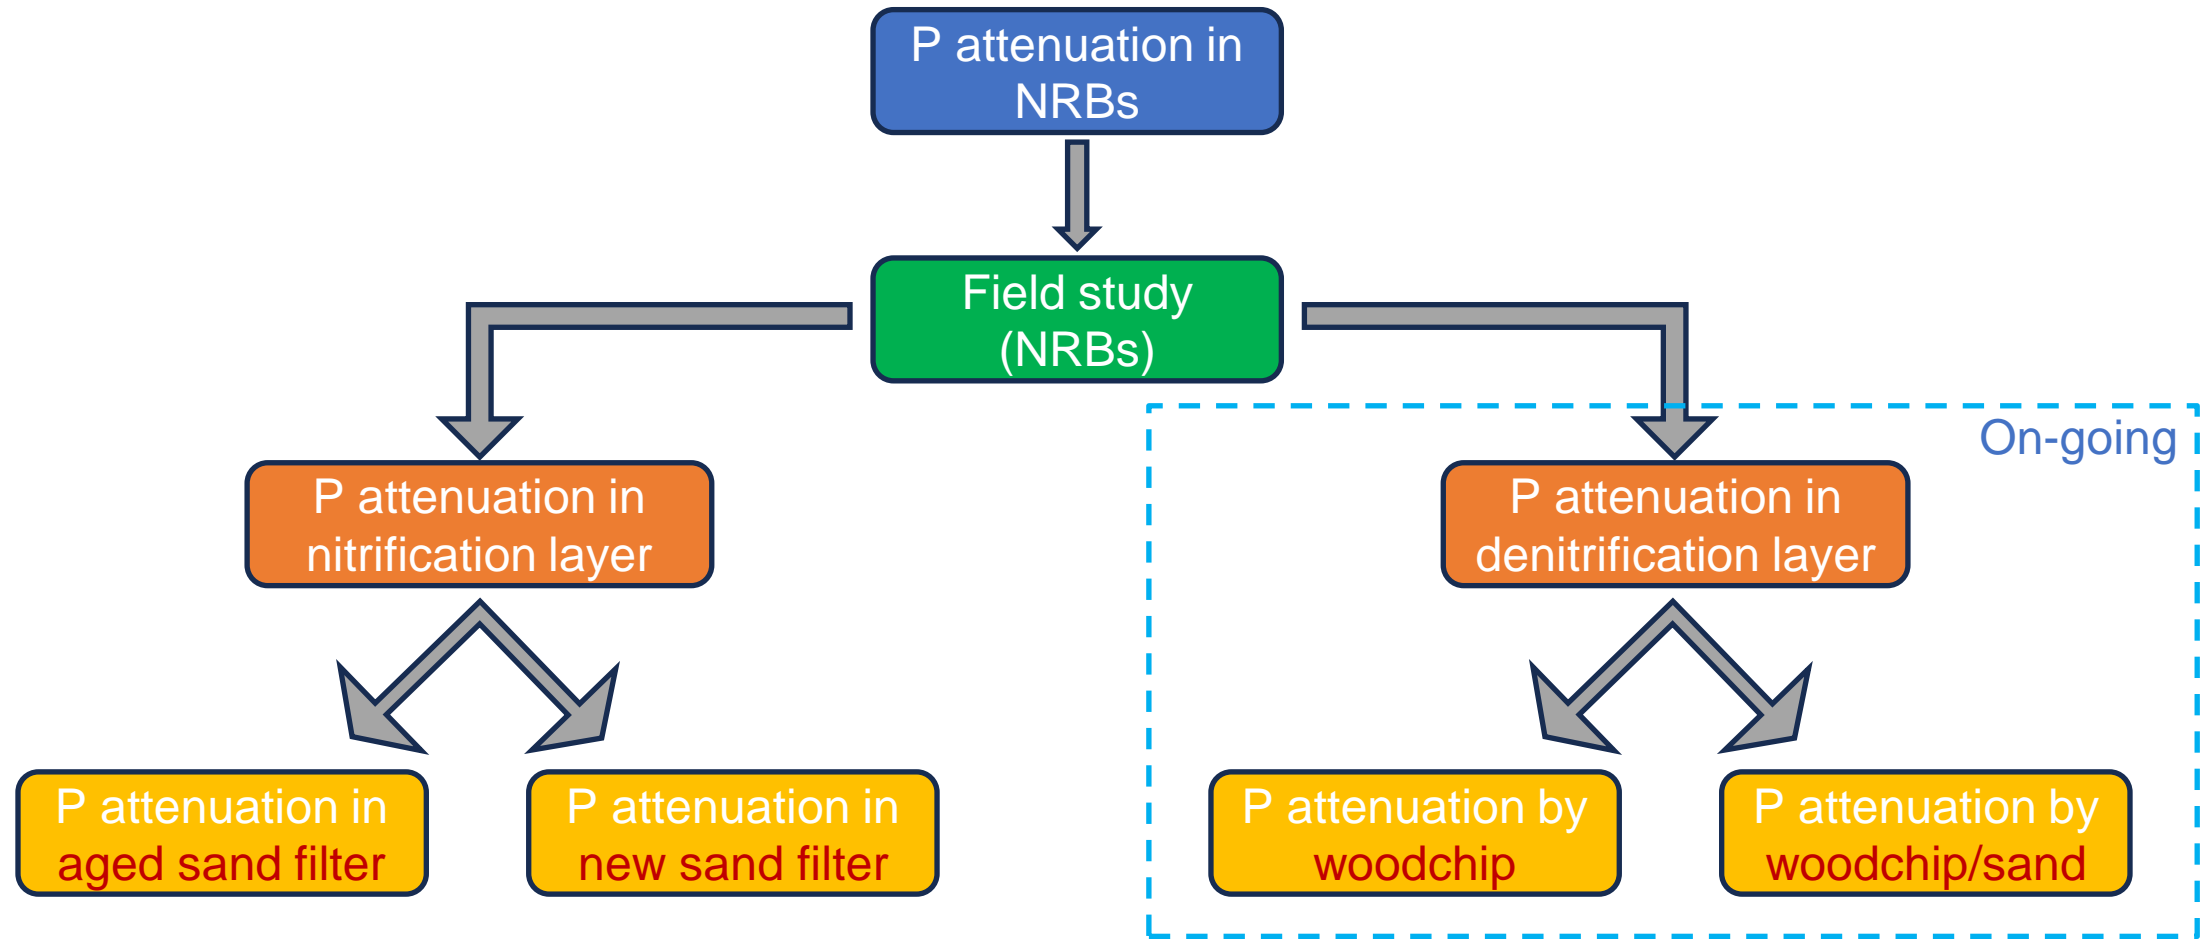 P attenuation in
NRBs
Field study
(NRBs)
On-going
P attenuation in
nitrification layer
P attenuation in
denitrification layer
P attenuation in
aged sand filter
P attenuation in
new sand filter
P attenuation by
woodchip
P attenuation by
woodchip/sand